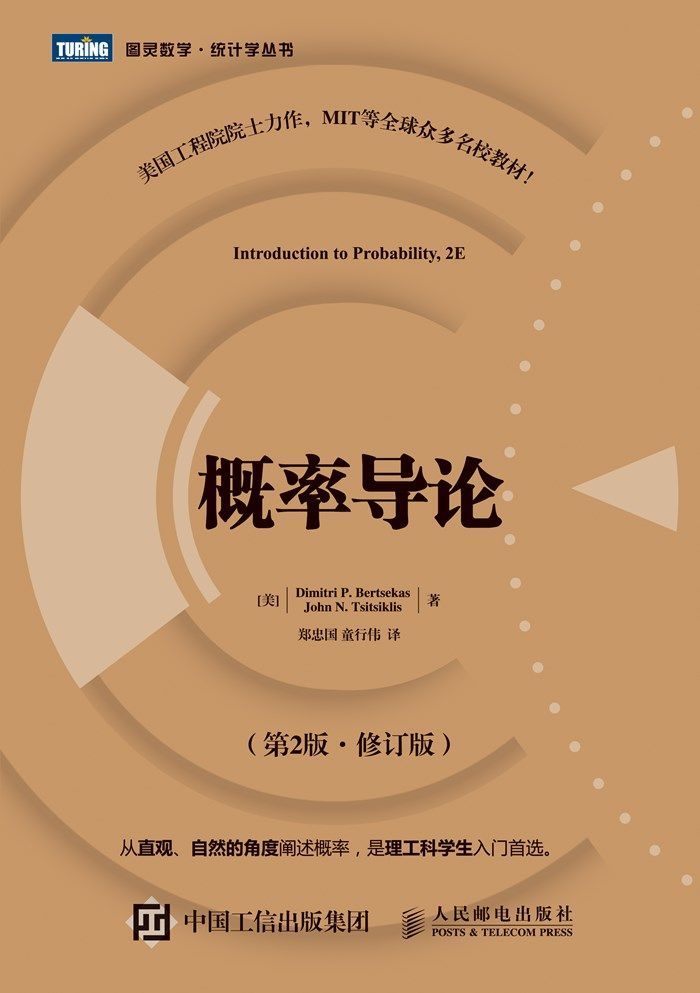 TURING 图灵数学·统计学丛书
美国工程院院士力作，MIT等全球众多名校教材！
Introduction to Probability, 2E
概率导论
[美] Dimitri P. Bertsekas
John N. Tsitsiklis 著
郑忠国 童行伟 译
（第2版·修订版）
从直观、自然的角度阐述概率，是理工科学生入门首选。
中国工信出版集团 人民邮电出版社
POSTS & TELECOM PRESS